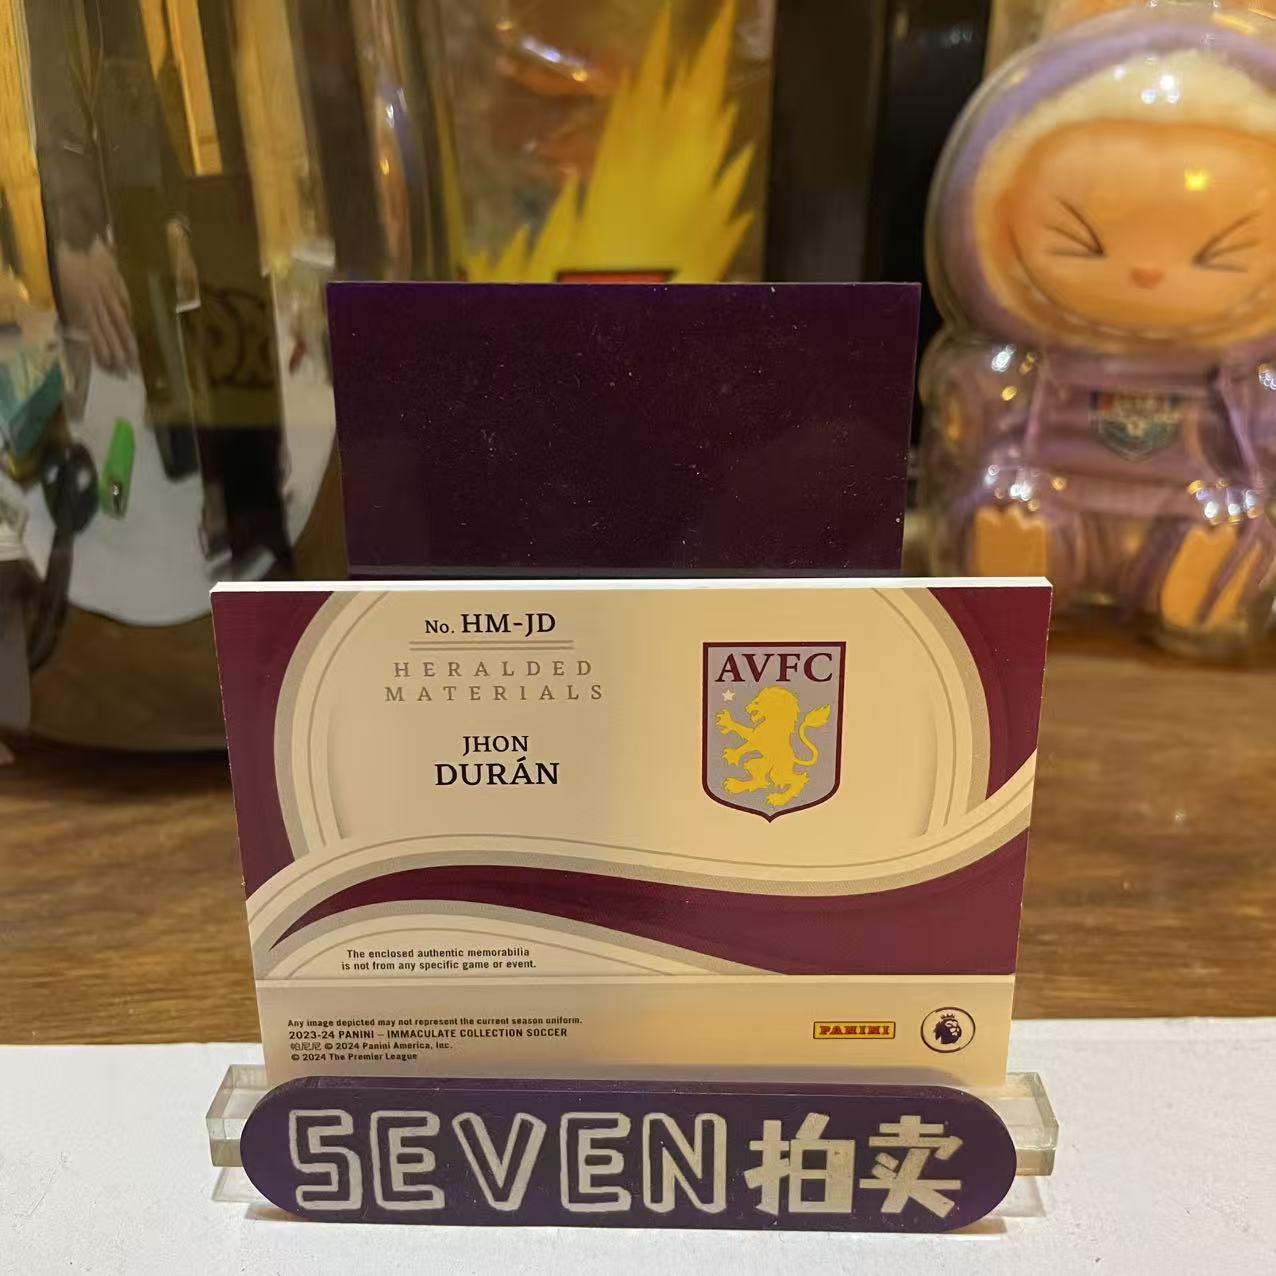 No. HM-JD
HERALDED
MATERIALS
JHON
DURÁN
AVFC
The enclosed authentic memorabilia
is not from any specific game or event.
Any image depicted may not represent the current season uniform.
2023-24 PANINI – IMMACULATE COLLECTION SOCCER
帕尼尼 © 2024 Panini America, Inc.
© 2024 The Premier League
PANINI
SEVEN拍卖